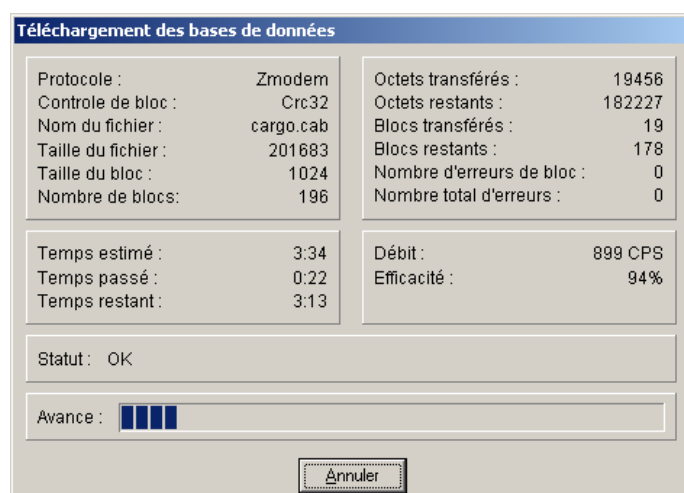 Téléchargement des bases de données
Protocole : Zmodem
Controle de bloc : Crc32
Nom du fichier : cargo.cab
Taille du fichier : 201683
Taille du bloc : 1024
Nombre de blocs: 196
Octets transférés : 19456
Octets restants : 182227
Blocs transférés : 19
Blocs restants : 178
Nombre d'erreurs de bloc : 0
Nombre total d'erreurs : 0
Temps estimé : 3:34
Temps passé : 0:22
Temps restant : 3:13
Débit : 899 CPS
Efficacité : 94%
Statut : OK
Avance :
Annuler